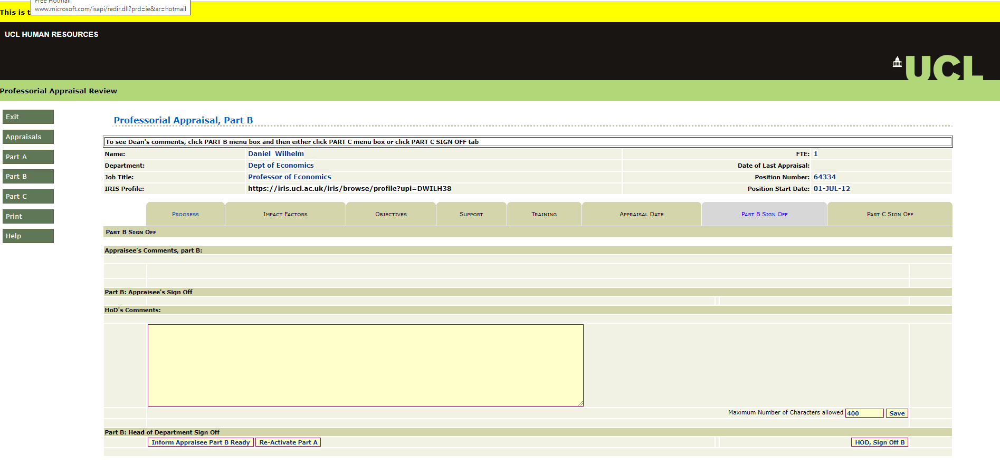 Free Hotmail
www.microsoft.com/isapi/redir.dll?prd=ie&ar=hotmail
This is t
UCL HUMAN RESOURCES
UCL
Professorial Appraisal Review
Exit
Appraisals
Part A
Part B
Part C
Print
Help
Professorial Appraisal, Part B
To see Dean's comments, click PART B menu box and then either click PART C menu box or click PART C SIGN OFF tab
Name: Daniel Wilhelm FTE: 1
Department: Dept of Economics Date of Last Appraisal:
Job Title: Professor of Economics Position Number: 64334
IRIS Profile: https://iris.ucl.ac.uk/iris/browse/profile?upi=DWILH38 Position Start Date: 01-JUL-12
Progress Impact Factors Objectives Support Training Appraisal Date Part B Sign Off Part C Sign Off
Part B Sign Off
Appraisee's Comments, part B:
Part B: Appraisee's Sign Off
HoD's Comments:
Maximum Number of Characters allowed 400 Save
Part B: Head of Department Sign Off
Inform Appraisee Part B Ready Re-Activate Part A HOD, Sign Off B